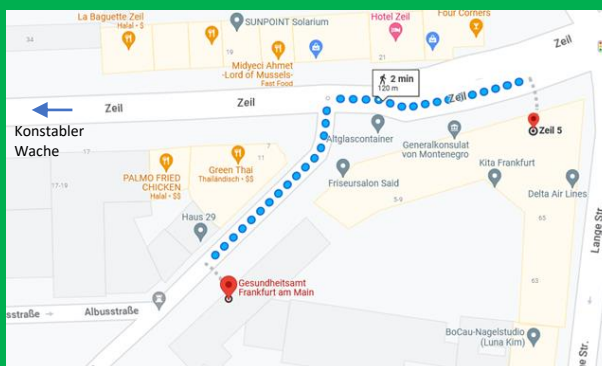 La Baguette Zeil
Halal · $
SUNPOINT Solarium
Hotel Zeil
Four Corners
34
19
21
Midyeci Ahmet
-Lord of Mussels-
Fast Food
2 min
120 m
Zeil
Zeil
Zeil
Zeil
Konstabler
Wache
Altglascontainer
Generalkonsulat
von Montenegro
Zeil 5
17
11
7
17-19
PALMO FRIED
CHICKEN
Halal · $$
Green Thai
Thailändisch · $$
Friseursalon Said
Kita Frankfurt
Delta Air Lines
5-9
65
Haus 29
Lange Str.
Gesundheitsamt
Frankfurt am Main
63
sstraße
Albusstraße
BoCau-Nagelstudio
(Luna Kim)
e Str.